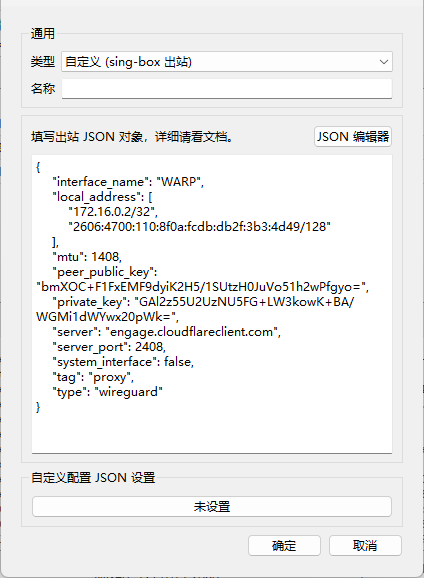 通用
类型 自定义 (sing-box 出站)
名称
填写出站 JSON 对象，详细请看文档。 JSON 编辑器
{
"interface_name": "WARP",
"local_address": [
"172.16.0.2/32",
"2606:4700:110:8f0a:fcdb:db2f:3b3:4d49/128"
],
"mtu": 1408,
"peer_public_key":
"bmXOC+F1FxEMF9dyiK2H5/1SUtzH0JuVo51h2wPfgyo=",
"private_key": "GAl2z55U2UzNU5FG+LW3kowK+BA/
WGMi1dWYwx20pWk=",
"server": "engage.cloudflareclient.com",
"server_port": 2408,
"system_interface": false,
"tag": "proxy",
"type": "wireguard"
}
自定义配置 JSON 设置
未设置
确定 取消